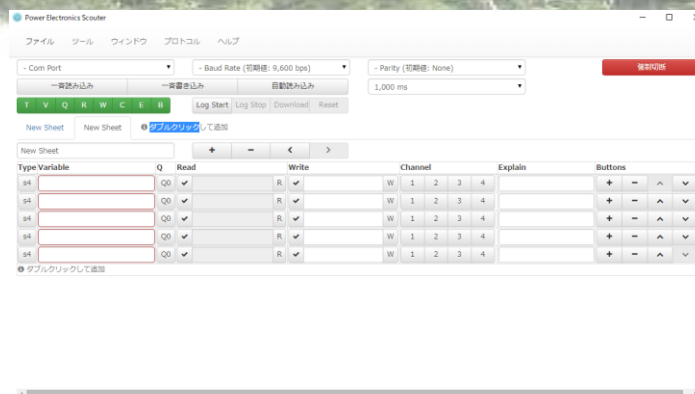 Power Electronics Scouter
ファイル ツール ウィンドウ プロトコル ヘルプ
- Com Port - Baud Rate (初期値: 9,600 bps) - Parity (初期値: None) 強制切断
一斉読み込み 一斉書き込み 自動読み込み 1,000 ms
T V Q R W C E B Log Start Log Stop Download Reset
New Sheet New Sheet ダブルクリックして追加
New Sheet + − < >
Type Variable Q Read Write Channel Explain Buttons
s4 Q0 R W 1 2 3 4 + −
s4 Q0 R W 1 2 3 4 + −
s4 Q0 R W 1 2 3 4 + −
s4 Q0 R W 1 2 3 4 + −
s4 Q0 R W 1 2 3 4 + −
ダブルクリックして追加